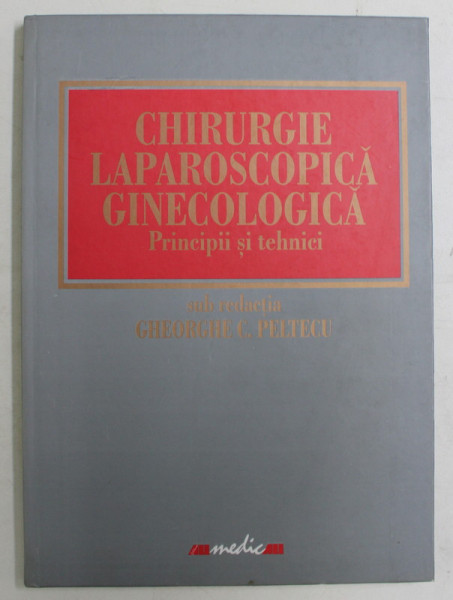 CHIRURGIE
LAPAROSCOPICĂ
GINECOLOGICĂ
Principii și tehnici
sub redacția
GHEORGHE C. PELTECU
medic